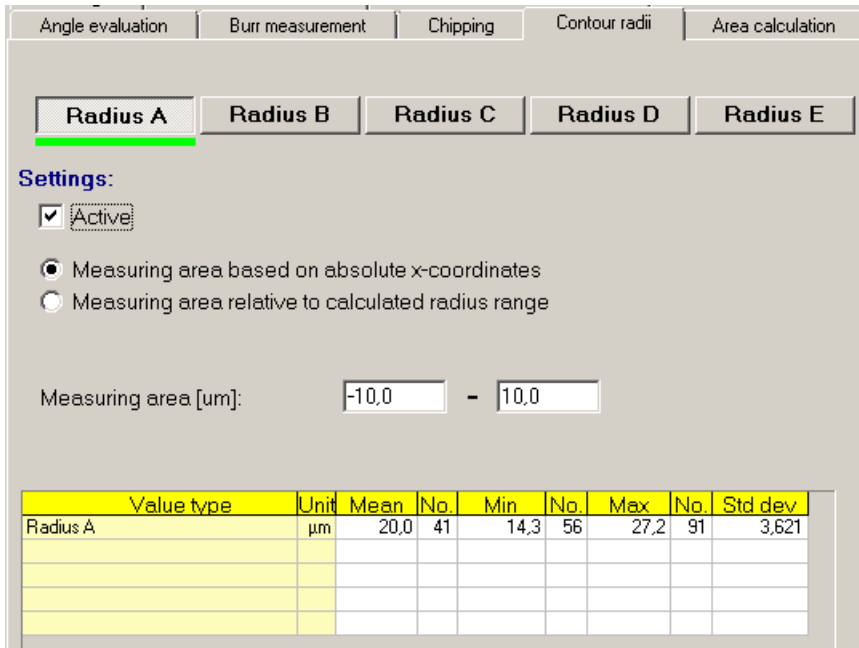 Angle evaluation Burr measurement Chipping Contour radii Area calculation
Radius A Radius B Radius C Radius D Radius E
Settings:
Active
Measuring area based on absolute x-coordinates
Measuring area relative to calculated radius range
Measuring area [um]: -10,0 - 10,0
Value type Unit Mean No. Min No. Max No. Std dev
Radius A µm 20,0 41 14,3 56 27,2 91 3,621